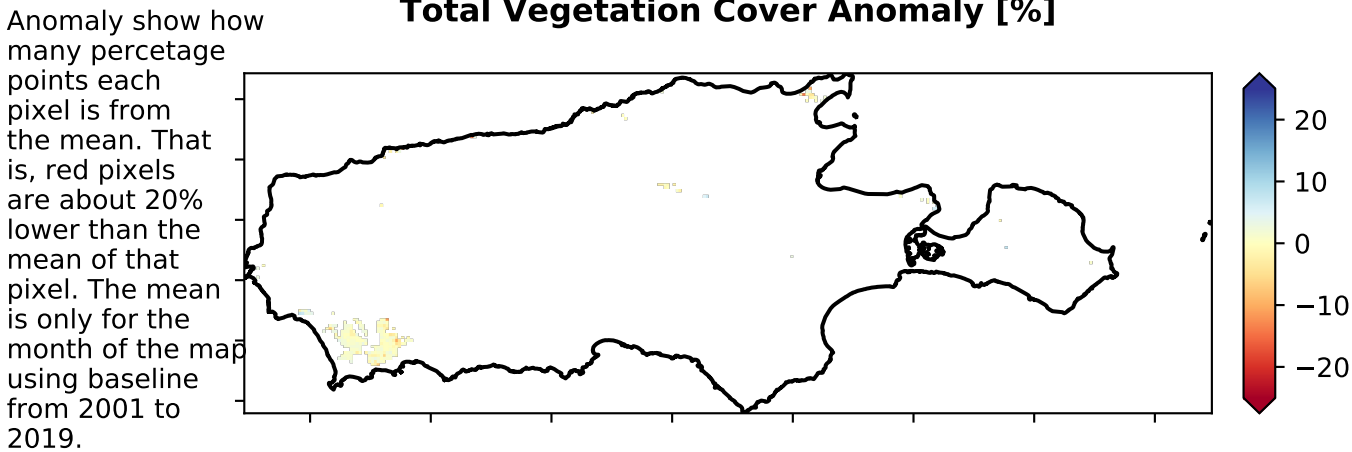 Total Vegetation Cover Anomaly [%]
Anomaly show how
many percetage
points each
pixel is from
the mean. That
is, red pixels
are about 20%
lower than the
mean of that
pixel. The mean
is only for the
month of the map
using baseline
from 2001 to
2019.
20
10
0
−10
−20